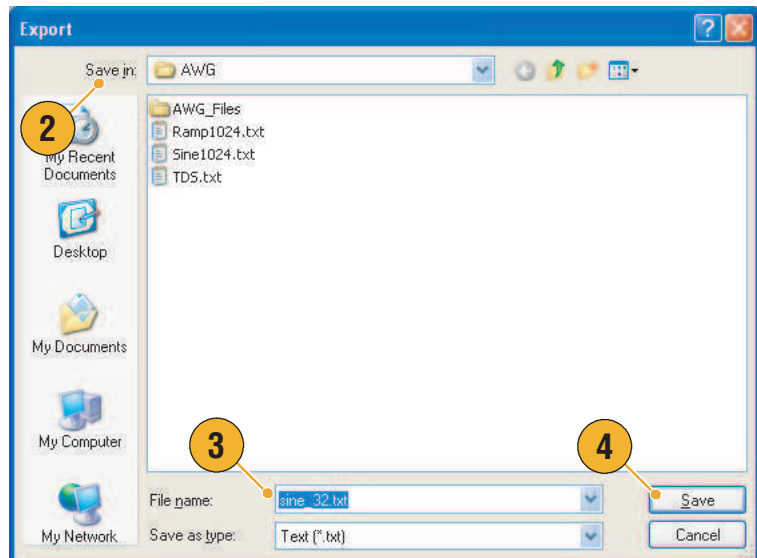 Export
Save in:
AWG
2
My Recent
Documents
Desktop
My Documents
My Computer
My Network
AWG_Files
Ramp1024.txt
Sine1024.txt
TDS.txt
3
4
File name:
sine_32.txt
Save
Save as type:
Text (*.txt)
Cancel